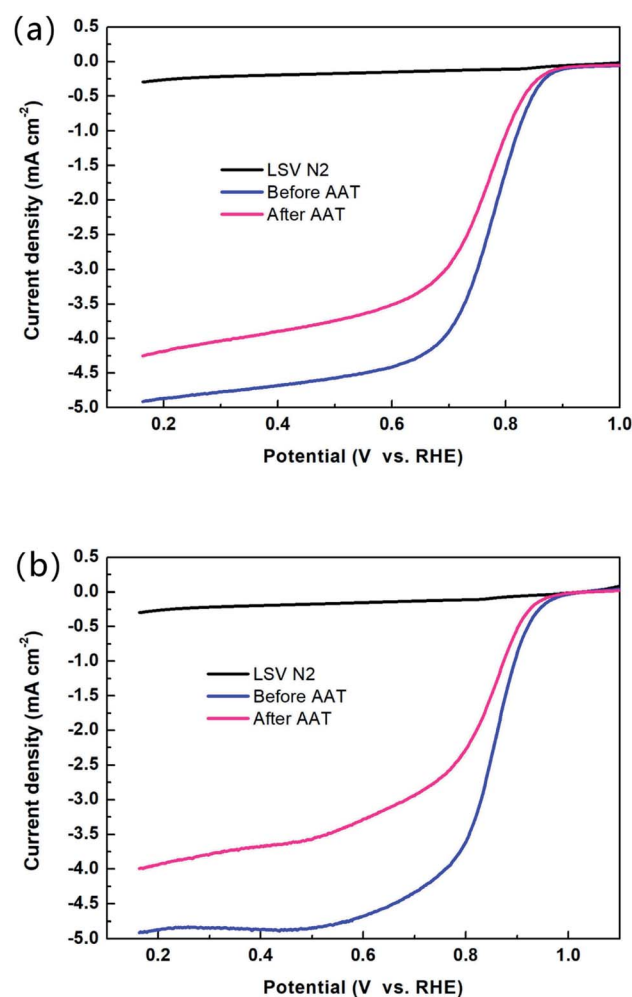 (a)
0.5
0.0
-0.5
-1.0
-1.5
-2.0
-2.5
-3.0
-3.5
-4.0
-4.5
-5.0
Current density (mA cm⁻²)
LSV N2
Before AAT
After AAT
0.2 0.4 0.6 0.8 1.0
Potential (V vs. RHE)
(b)
0.5
0.0
-0.5
-1.0
-1.5
-2.0
-2.5
-3.0
-3.5
-4.0
-4.5
-5.0
Current density (mA cm⁻²)
LSV N2
Before AAT
After AAT
0.2 0.4 0.6 0.8 1.0
Potential (V vs. RHE)